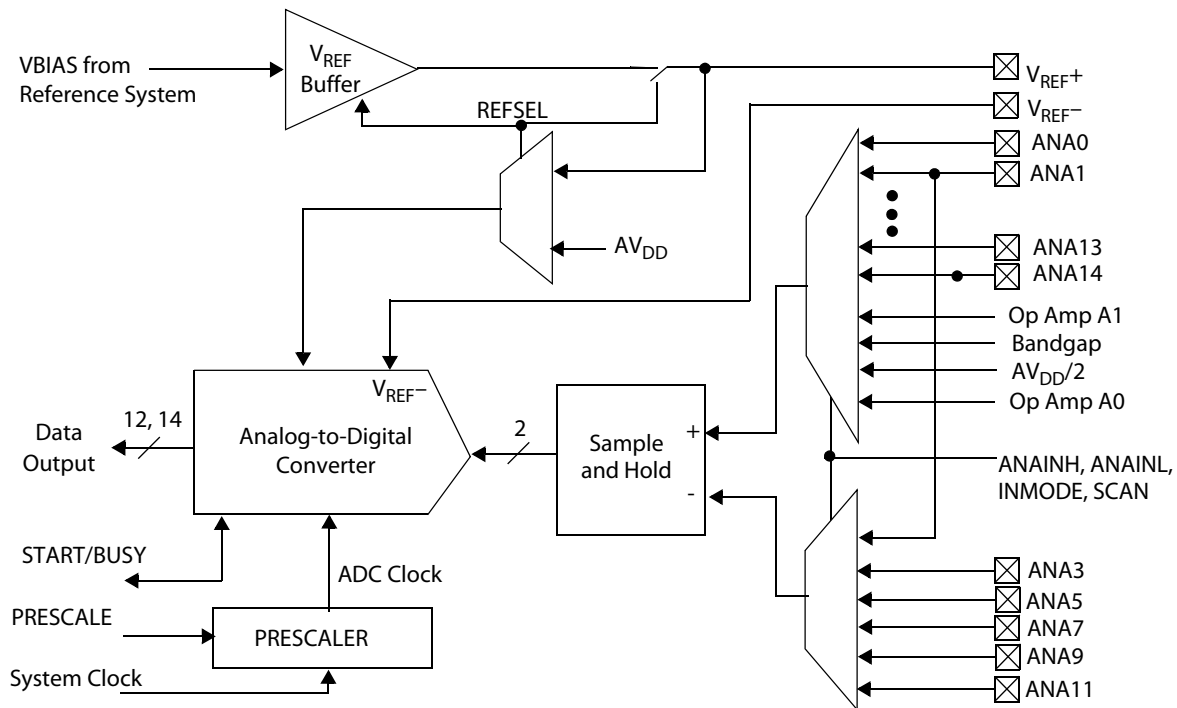 VBIAS from
Reference System
VREF
Buffer
REFSEL
AVDD
VREF+
VREF−
ANA0
ANA1
ANA13
ANA14
Op Amp A1
Bandgap
AVDD/2
Op Amp A0
ANAINH, ANAINL,
INMODE, SCAN
VREF−
Analog-to-Digital
Converter
12, 14
Data
Output
2
Sample
and Hold
+
-
START/BUSY
ADC Clock
PRESCALE
PRESCALER
System Clock
ANA3
ANA5
ANA7
ANA9
ANA11